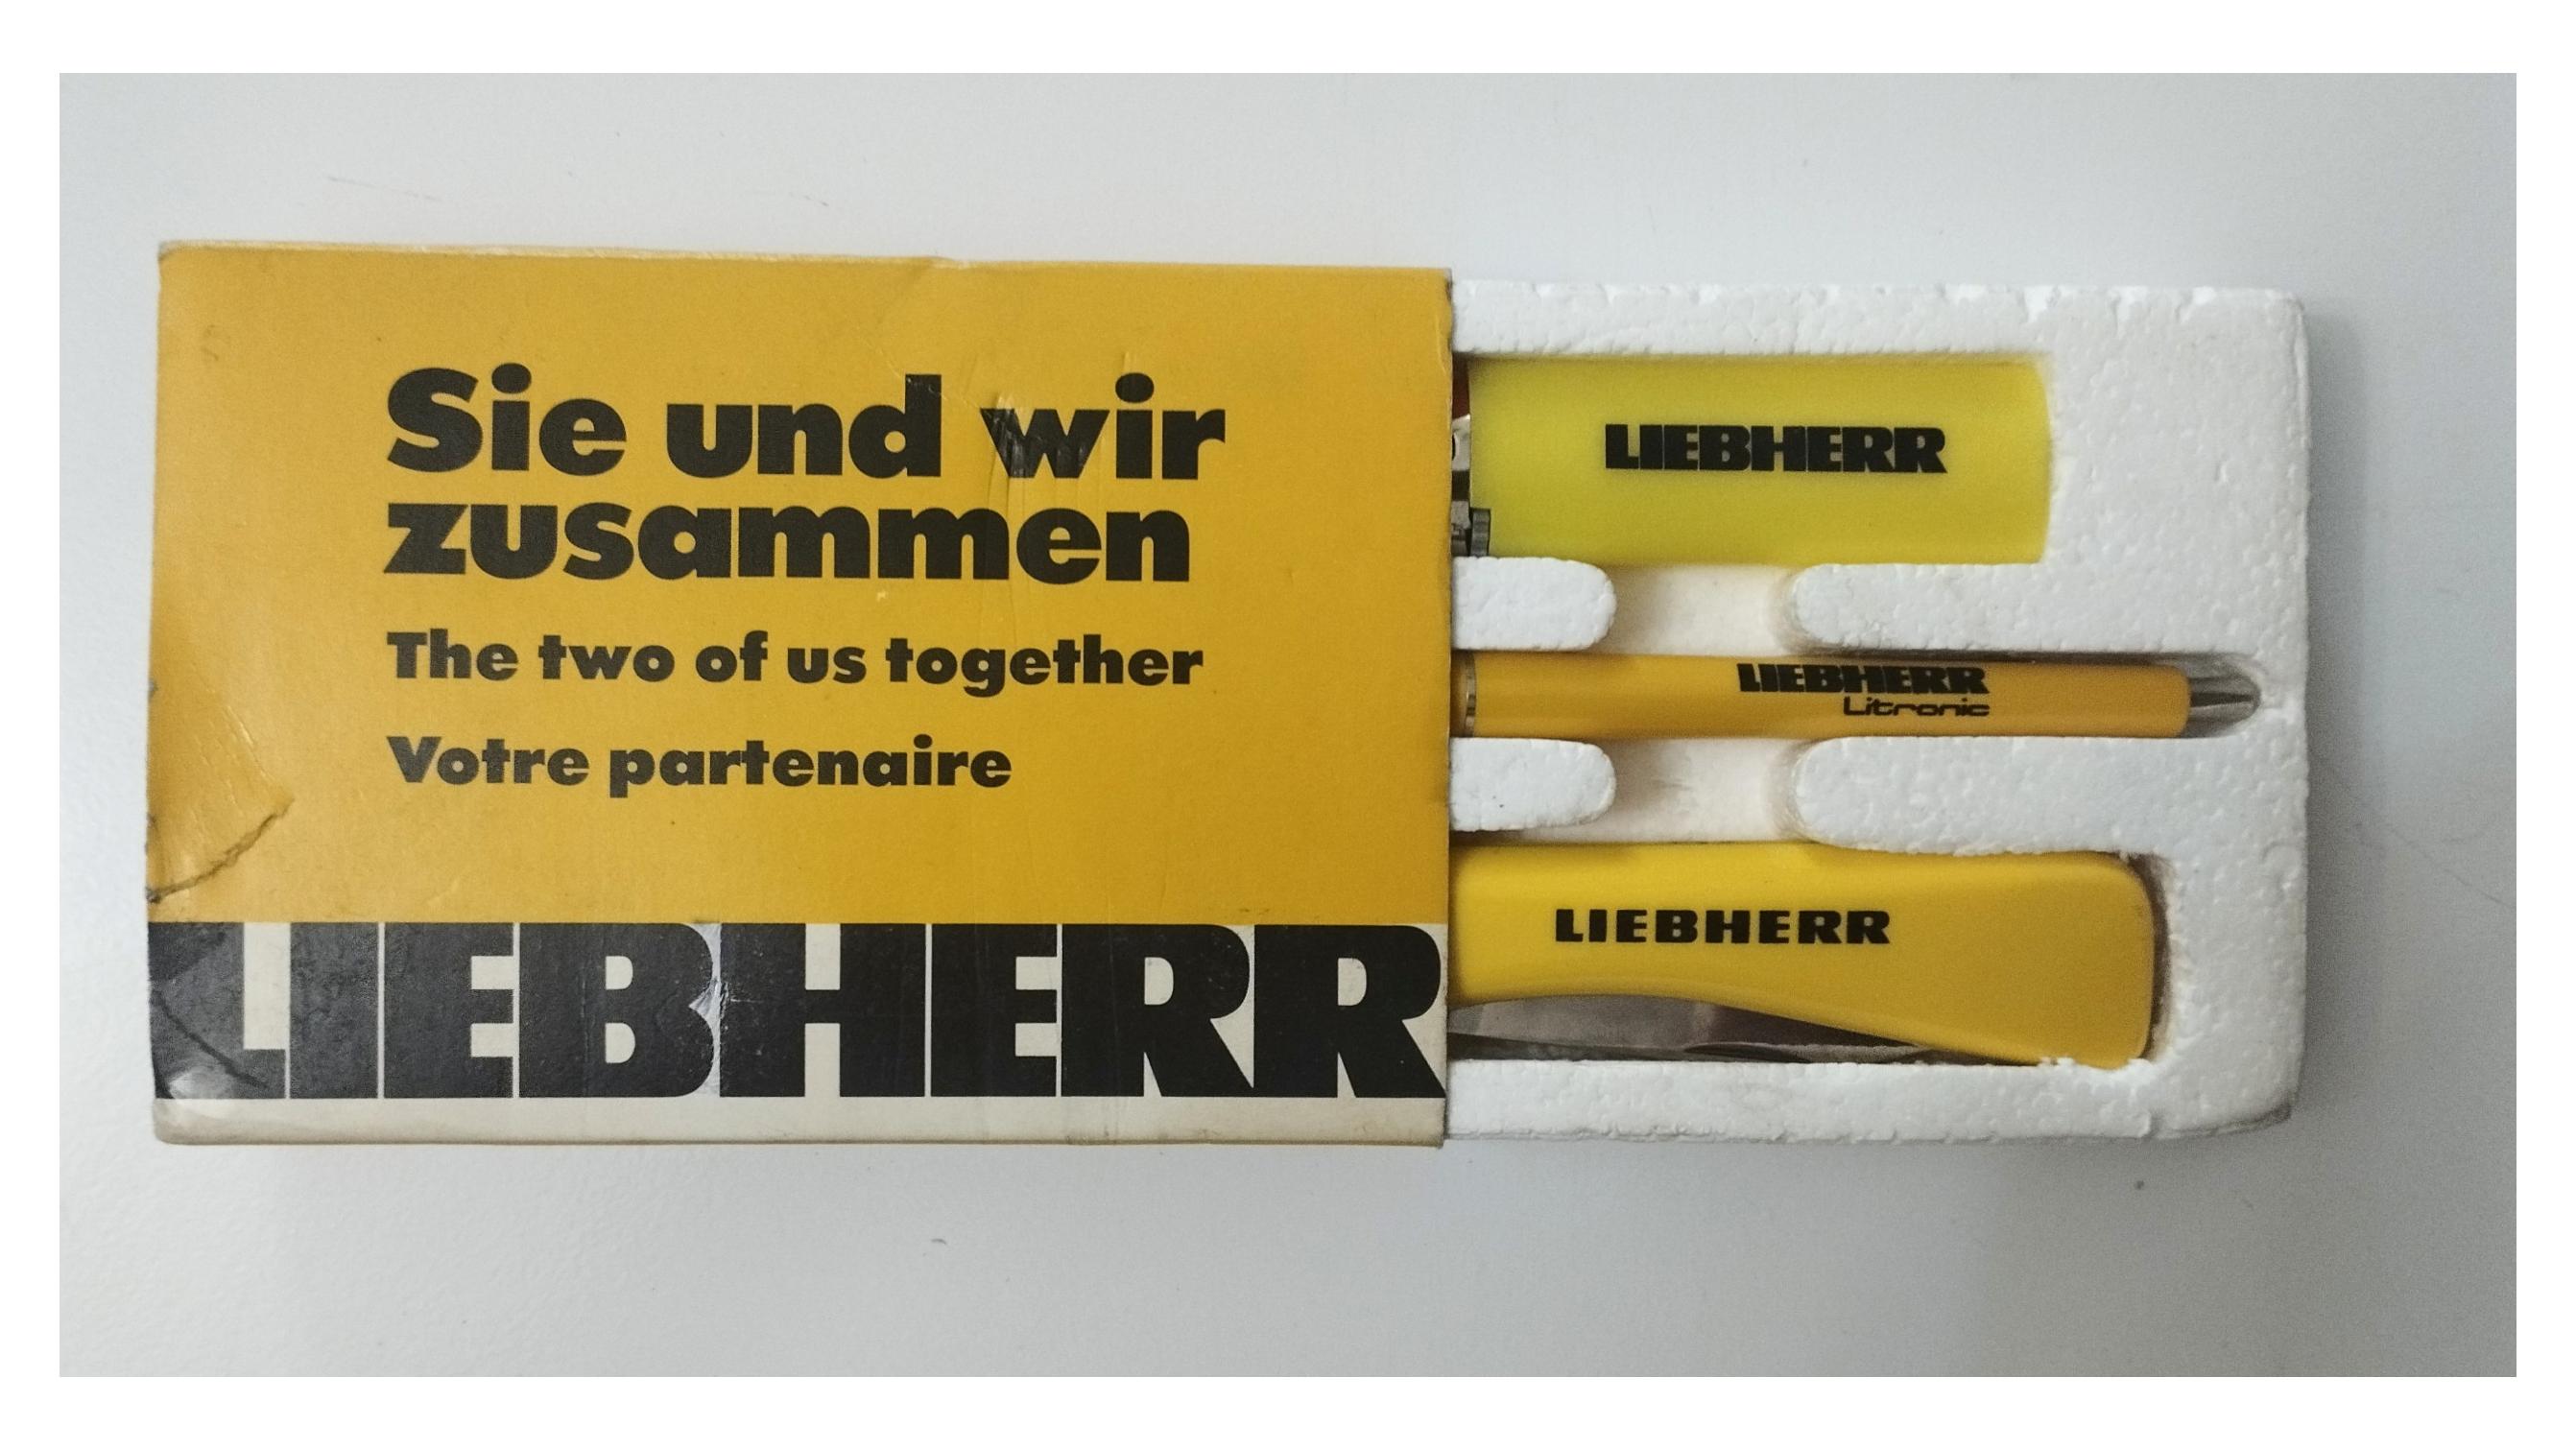 Sie und wir
zusammen
The two of us together
Votre partenaire
LIEBHERR
LIEBHERR
LIEBHERR
Litronic
LIEBHERR